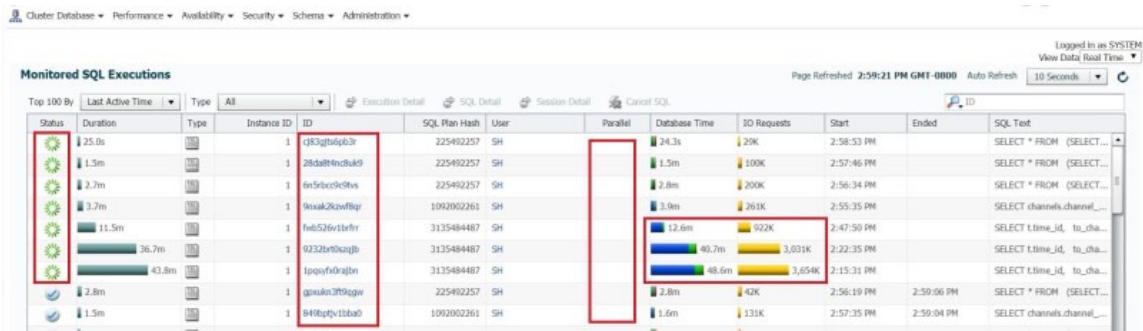 Cluster Database Performance Availability Security Schema Administration
Logged in as SYSTEM
View Data Real Time
Monitored SQL Executions
Page Refreshed 2:59:21 PM GMT-0800 Auto Refresh 10 Seconds
Top 100 By Last Active Time Type All Execution Detail SQL Detail Session Detail Cancel SQL ID
Status Duration Type Instance ID ID SQL Plan Hash User Parallel Database Time IO Requests Start Ended SQL Text
25.0s 1 cj83gjts6pb3r 225492257 SH 24.3s 29K 2:58:53 PM SELECT * FROM (SELECT...
1.5m 1 28da8t4nc8uk9 225492257 SH 1.5m 100K 2:57:46 PM SELECT * FROM (SELECT...
2.7m 1 6n5rbcc9c9tvs 225492257 SH 2.8m 200K 2:56:34 PM SELECT * FROM (SELECT...
3.7m 1 9nxak2kzwf8qr 1092002261 SH 3.9m 261K 2:55:35 PM SELECT channels.channel_...
11.5m 1 fwb526v1brfrr 3135484487 SH 12.6m 922K 2:47:50 PM SELECT t.time_id, to_cha...
36.7m 1 9232brt0szqjb 3135484487 SH 40.7m 3,031K 2:22:35 PM SELECT t.time_id, to_cha...
43.8m 1 1pqsyfx0rajbn 3135484487 SH 48.6m 3,654K 2:15:31 PM SELECT t.time_id, to_cha...
2.8m 1 gpxukn3ft9qgw 225492257 SH 2.8m 42K 2:56:19 PM 2:59:06 PM SELECT * FROM (SELECT...
1.5m 1 849bptjv1bba0 1092002261 SH 1.6m 131K 2:57:35 PM 2:59:04 PM SELECT channels.channel_...